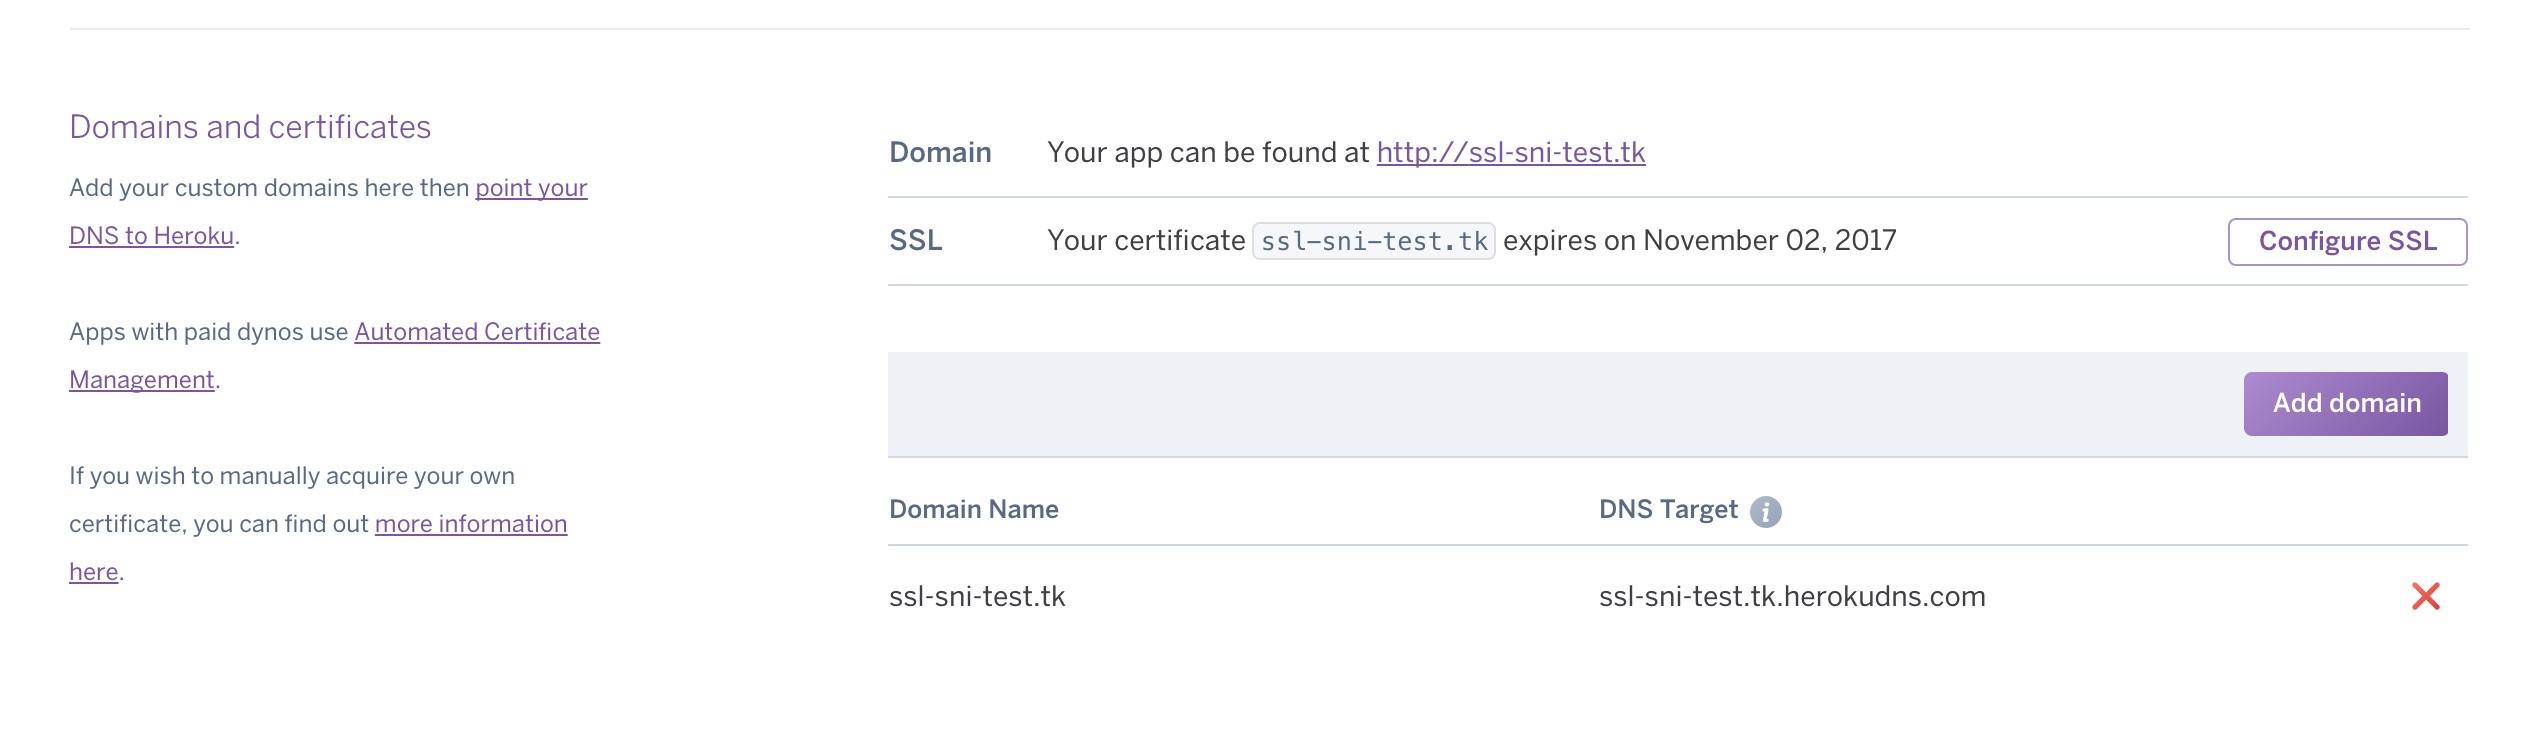 Domains and certificates
Add your custom domains here then point your
DNS to Heroku.
Apps with paid dynos use Automated Certificate
Management.
If you wish to manually acquire your own
certificate, you can find out more information
here.
Domain Your app can be found at http://ssl-sni-test.tk
SSL Your certificate ssl-sni-test.tk expires on November 02, 2017 Configure SSL
Add domain
Domain Name DNS Target i
ssl-sni-test.tk ssl-sni-test.tk.herokudns.com